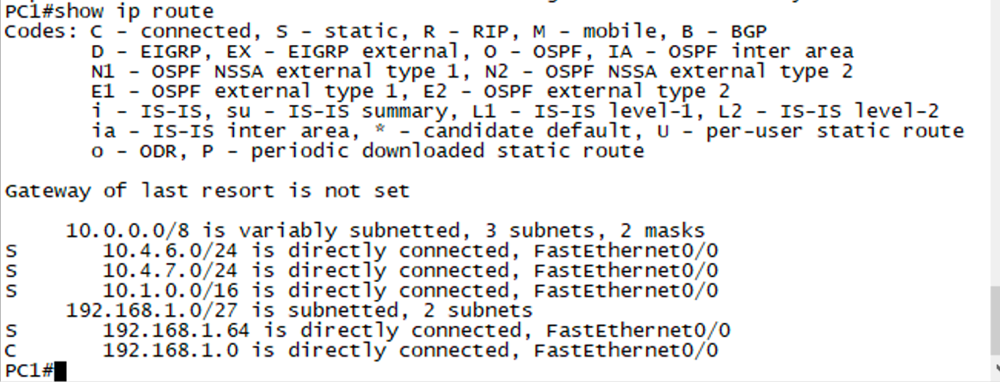 PC1#show ip route
Codes: C - connected, S - static, R - RIP, M - mobile, B - BGP
D - EIGRP, EX - EIGRP external, O - OSPF, IA - OSPF inter area
N1 - OSPF NSSA external type 1, N2 - OSPF NSSA external type 2
E1 - OSPF external type 1, E2 - OSPF external type 2
i - IS-IS, su - IS-IS summary, L1 - IS-IS level-1, L2 - IS-IS level-2
ia - IS-IS inter area, * - candidate default, U - per-user static route
o - ODR, P - periodic downloaded static route
Gateway of last resort is not set
10.0.0.0/8 is variably subnetted, 3 subnets, 2 masks
S 10.4.6.0/24 is directly connected, FastEthernet0/0
S 10.4.7.0/24 is directly connected, FastEthernet0/0
S 10.1.0.0/16 is directly connected, FastEthernet0/0
192.168.1.0/27 is subnetted, 2 subnets
S 192.168.1.64 is directly connected, FastEthernet0/0
C 192.168.1.0 is directly connected, FastEthernet0/0
PC1#